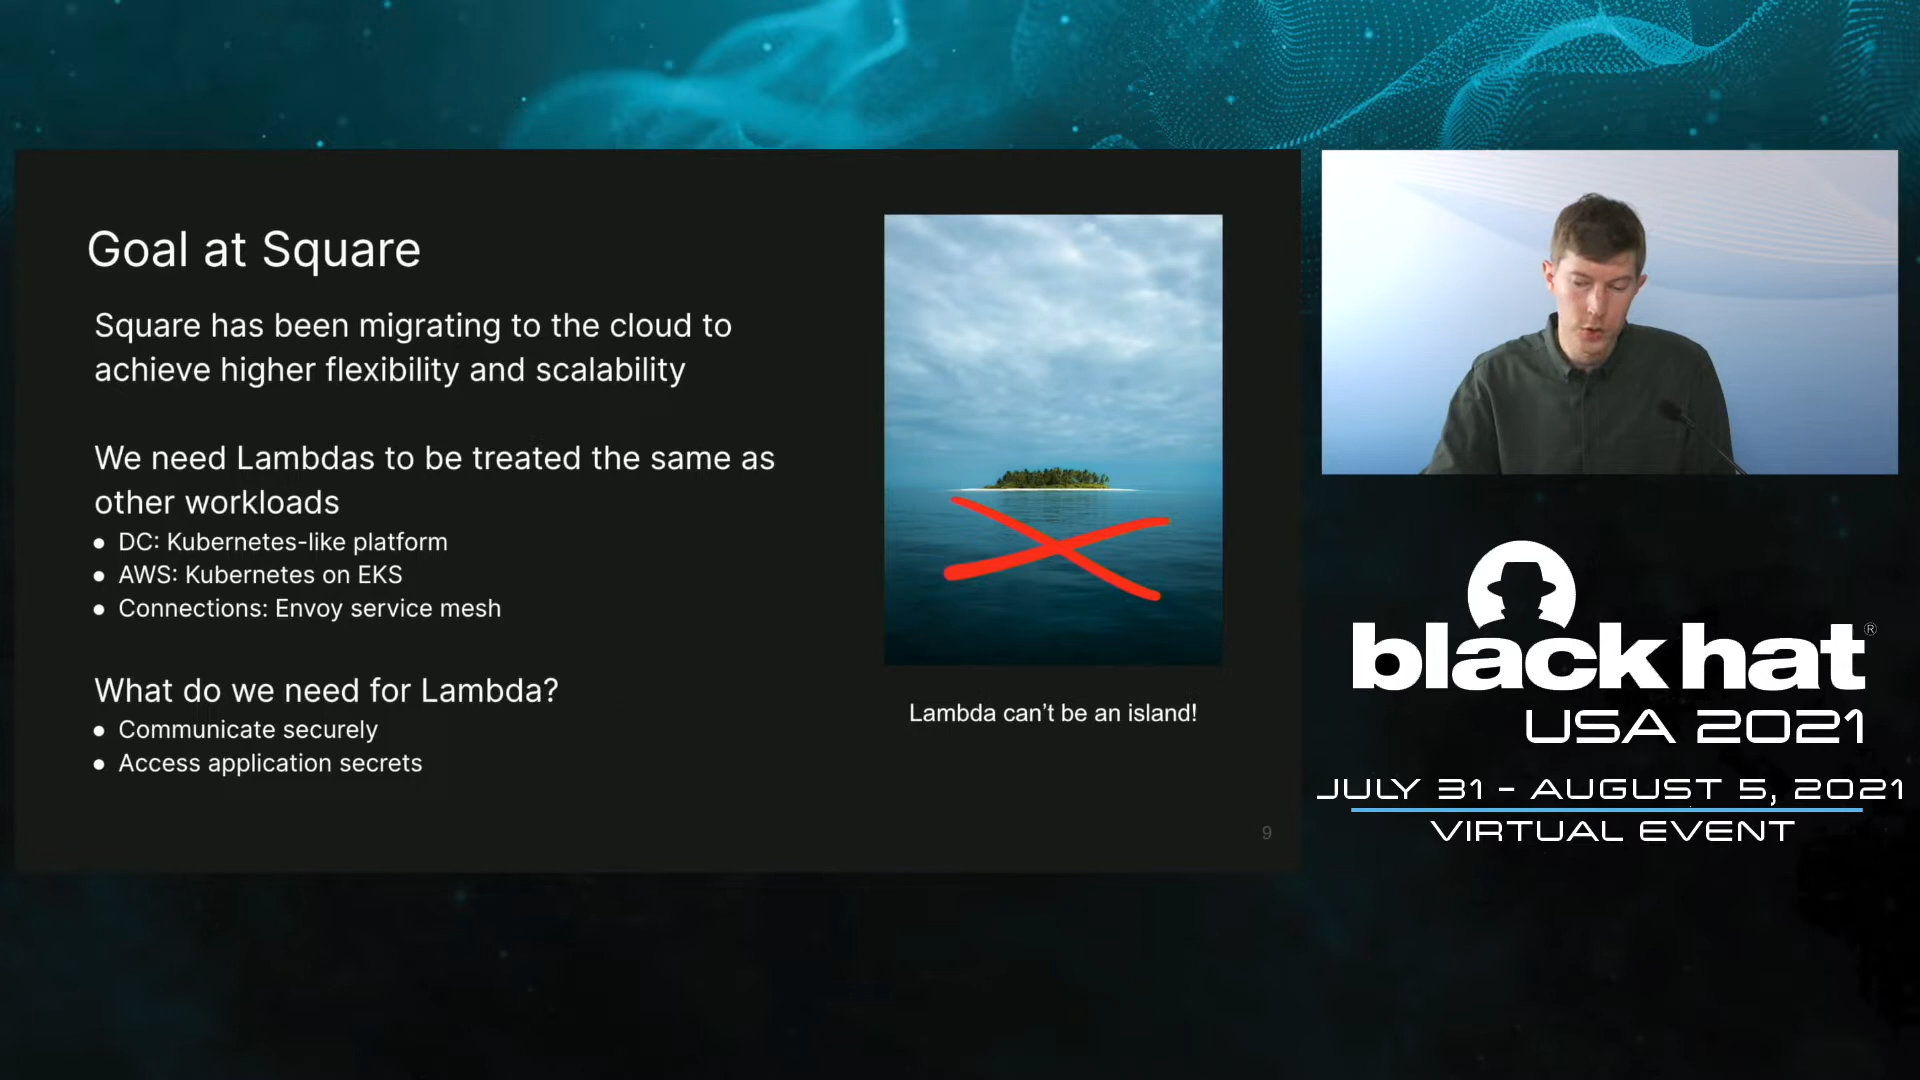 Goal at Square
Square has been migrating to the cloud to
achieve higher flexibility and scalability
We need Lambdas to be treated the same as
other workloads
● DC: Kubernetes-like platform
● AWS: Kubernetes on EKS
● Connections: Envoy service mesh
What do we need for Lambda?
● Communicate securely
● Access application secrets
Lambda can't be an island!
9
black hat®
USA 2021
JULY 31 - AUGUST 5, 2021
VIRTUAL EVENT